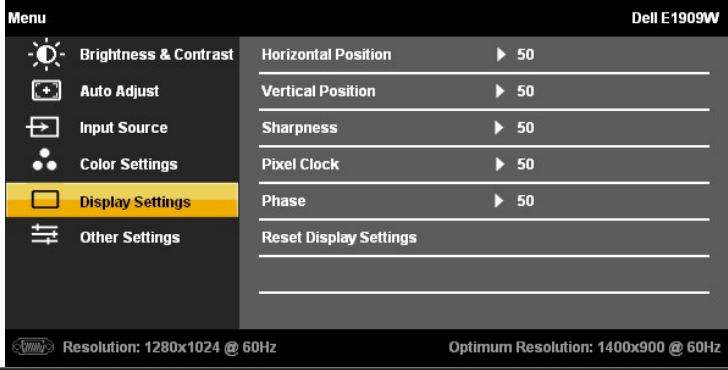 Menu Dell E1909W
Brightness & Contrast Horizontal Position 50
Auto Adjust Vertical Position 50
Input Source Sharpness 50
Color Settings Pixel Clock 50
Display Settings Phase 50
Other Settings Reset Display Settings
Resolution: 1280x1024 @ 60Hz Optimum Resolution: 1400x900 @ 60Hz